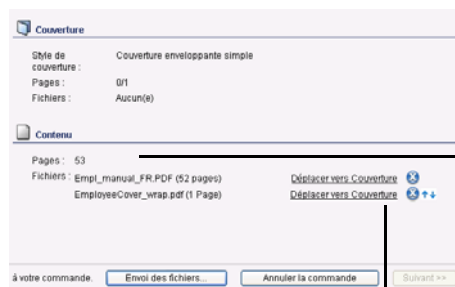 Couverture
Style de couverture : Couverture enveloppante simple
Pages : 0/1
Fichiers : Aucun(e)
Contenu
Pages : 53
Fichiers : Empl_manual_FR.PDF (52 pages) Déplacer vers Couverture
EmployeeCover_wrap.pdf (1 Page) Déplacer vers Couverture
à votre commande. Envoi des fichiers... Annuler la commande Suivant >>